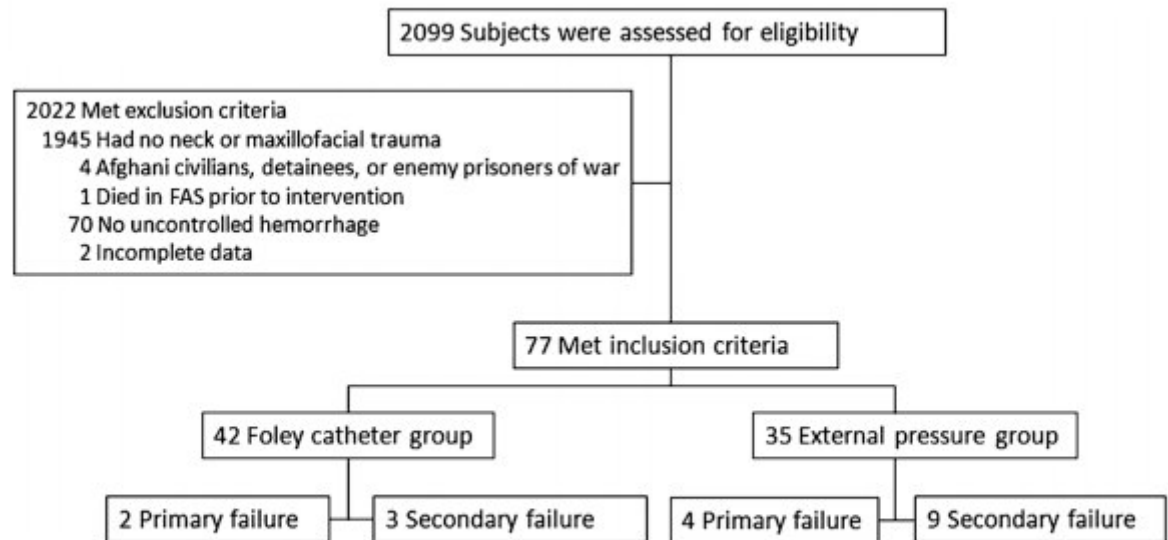 2099 Subjects were assessed for eligibility
2022 Met exclusion criteria
1945 Had no neck or maxillofacial trauma
4 Afghani civilians, detainees, or enemy prisoners of war
1 Died in FAS prior to intervention
70 No uncontrolled hemorrhage
2 Incomplete data
77 Met inclusion criteria
42 Foley catheter group
35 External pressure group
2 Primary failure
3 Secondary failure
4 Primary failure
9 Secondary failure